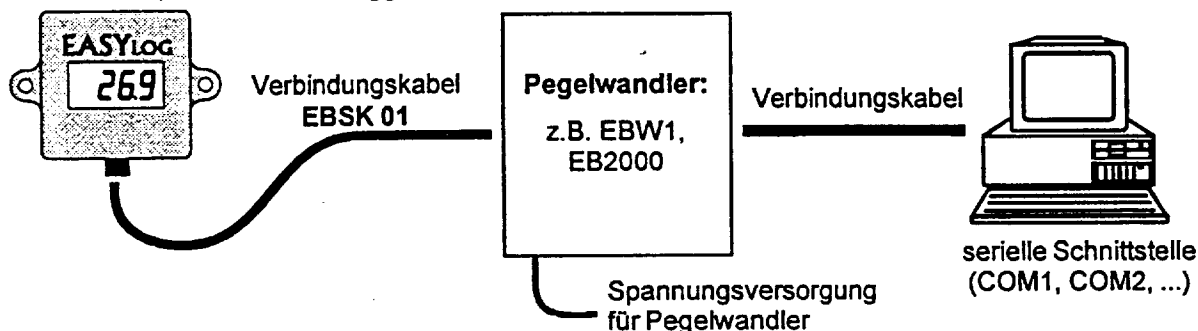 EASYLOG
26.9
Verbindungskabel
EBSK 01
Pegelwandler:
z.B. EBW1,
EB2000
Verbindungskabel
serielle Schnittstelle
(COM1, COM2, ...)
Spannungsversorgung
für Pegelwandler